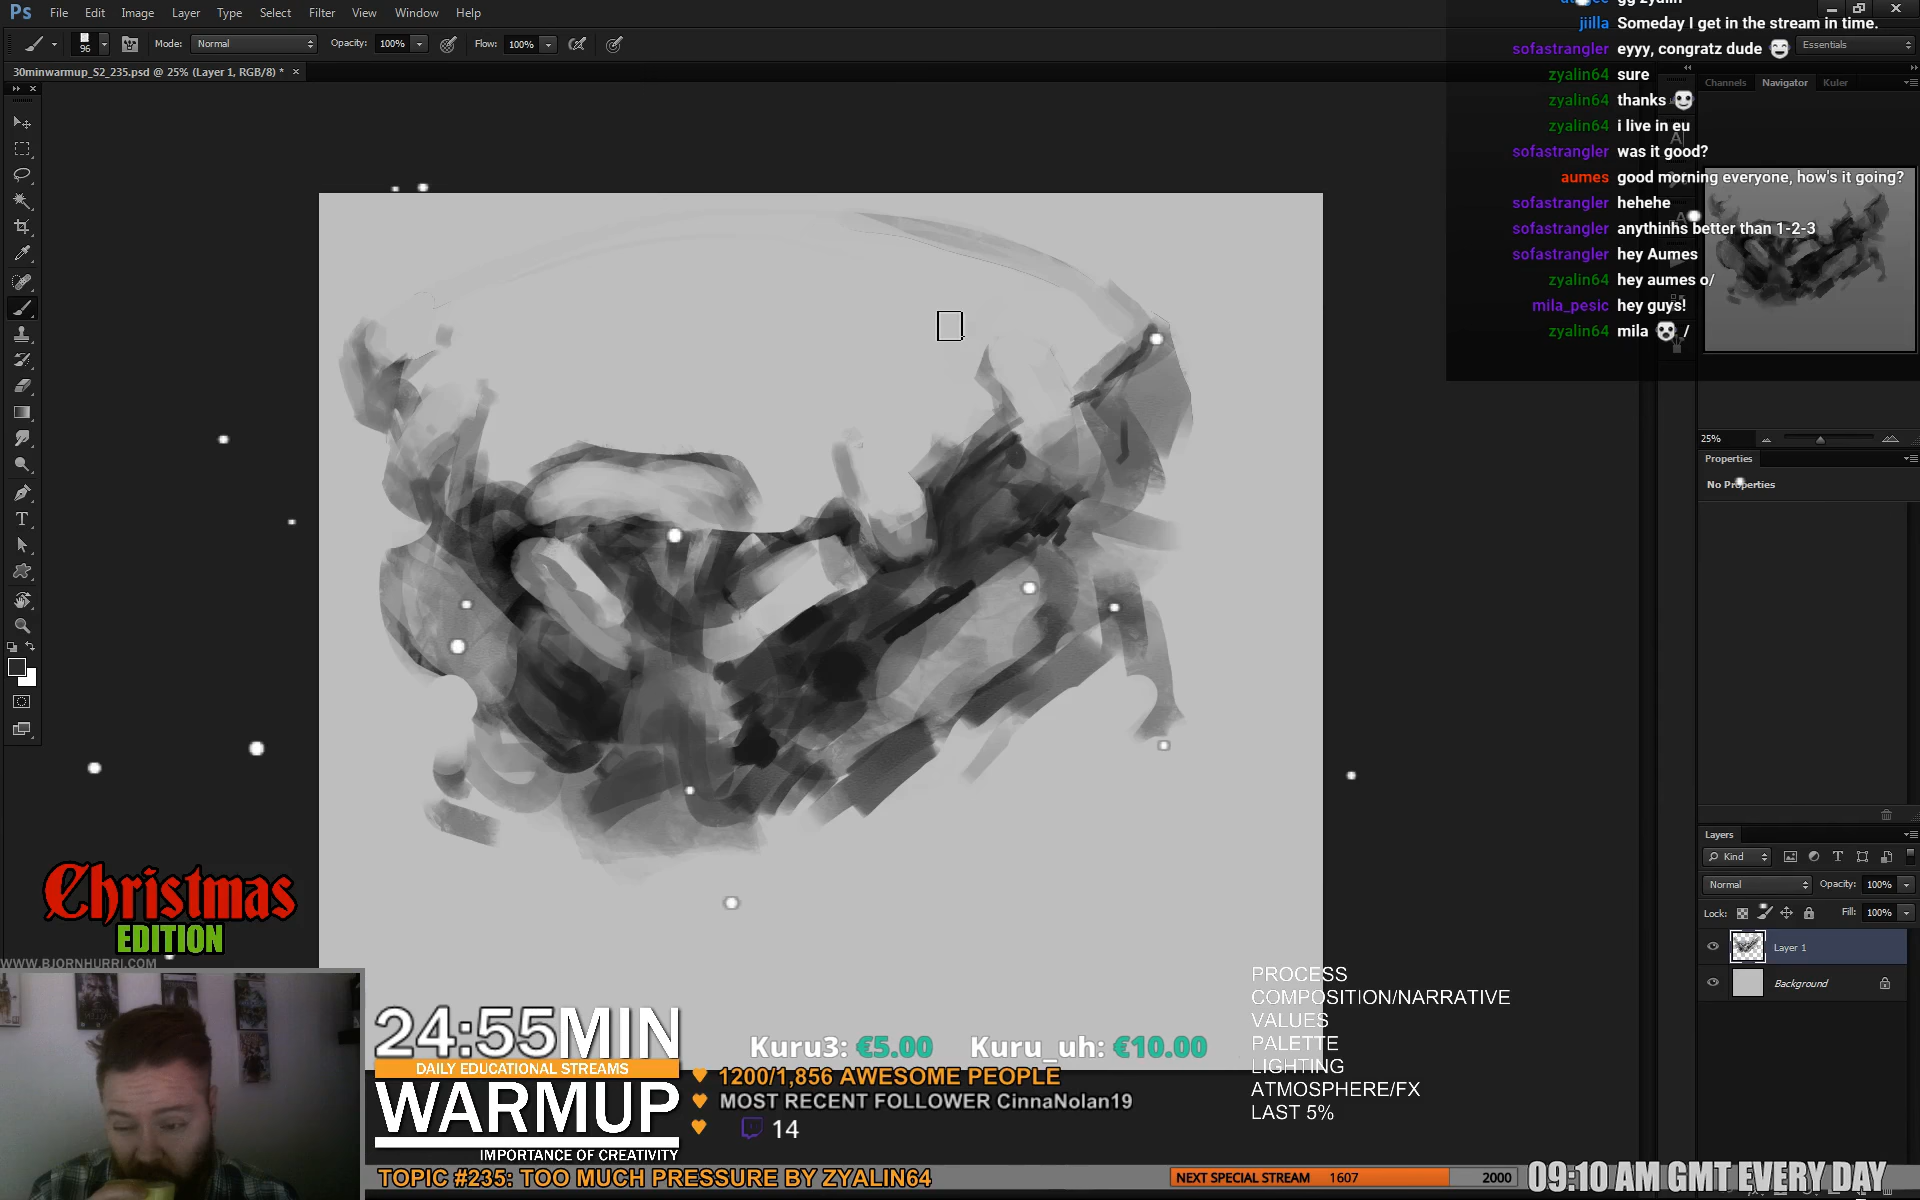 Ps File Edit Image Layer Type Select Filter View Window Help
96 Mode: Normal Opacity: 100% Flow: 100% Essentials
30minwarmup_S2_235.psd @ 25% (Layer 1, RGB/8) * ×
gg zyalin
jiilla Someday I get in the stream in time.
sofastrangler eyyy, congratz dude
zyalin64 sure
zyalin64 thanks
zyalin64 i live in eu
sofastrangler was it good?
aumes good morning everyone, how's it going?
sofastrangler hehehe
sofastrangler anythinhs better than 1-2-3
sofastrangler hey Aumes
zyalin64 hey aumes o/
mila_pesic hey guys!
zyalin64 mila /
Channels Navigator Kuler
25%
Properties
No Properties
Layers
Kind
Normal Opacity: 100%
Lock: Fill: 100%
Layer 1
Background
Christmas
EDITION
WWW.BJORNHURRI.COM
24:55MIN
DAILY EDUCATIONAL STREAMS
WARMUP
IMPORTANCE OF CREATIVITY
Kuru3: €5.00 Kuru_uh: €10.00
1200/1,856 AWESOME PEOPLE
MOST RECENT FOLLOWER CinnaNolan19
14
PROCESS
COMPOSITION/NARRATIVE
VALUES
PALETTE
LIGHTING
ATMOSPHERE/FX
LAST 5%
TOPIC #235: TOO MUCH PRESSURE BY ZYALIN64
NEXT SPECIAL STREAM 1607 2000
09:10 AM GMT EVERY DAY